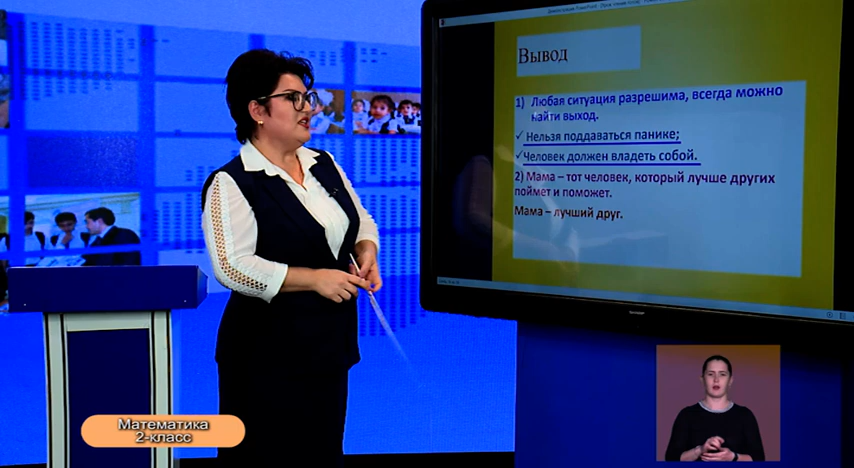 Вывод
1) Любая ситуация разрешима, всегда можно
найти выход.
✓ Нельзя поддаваться панике;
✓ Человек должен владеть собой.
2) Мама – тот человек, который лучше других
поймет и поможет.
Мама – лучший друг.
Математика
2-класс